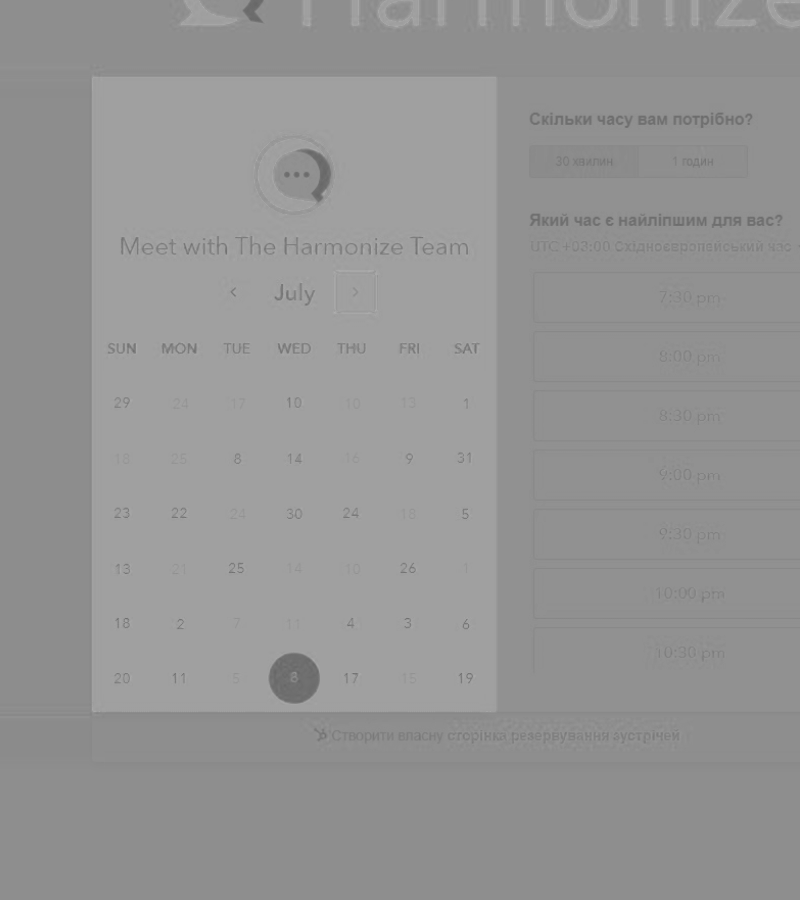 Harmonize
Meet with The Harmonize Team
July
SUN MON TUE WED THU FRI SAT
29 24 17 10 10 13 1
18 25 8 14 16 9 31
23 22 24 30 24 18 5
13 21 25 14 10 26 1
18 2 7 11 4 3 6
20 11 5 8 17 15 19
Скільки часу вам потрібно?
30 хвилин 1 годин
Який час є найліпшим для вас?
UTC +03:00 Східноєвропейський час
7:30 pm
8:00 pm
8:30 pm
9:00 pm
9:30 pm
10:00 pm
10:30 pm
Створити власну сторінка резервування аустрічей